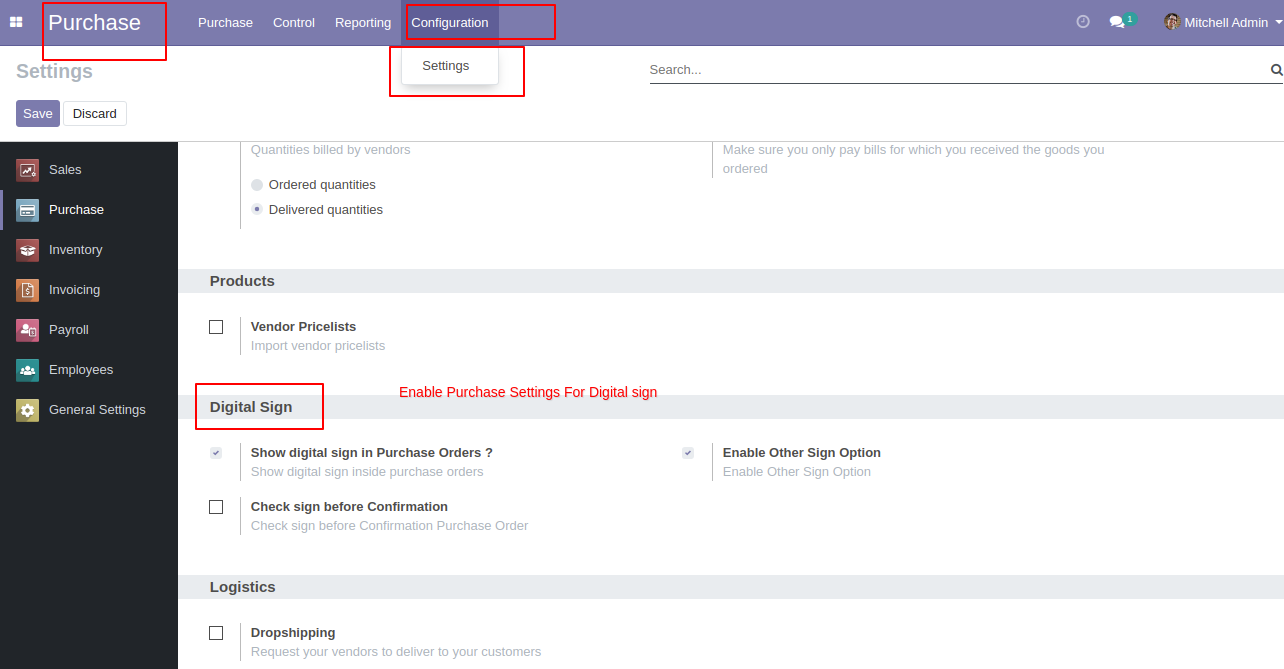 Purchase
Purchase Control Reporting Configuration
1
Mitchell Admin
Settings
Settings
Search...
Save Discard
Sales
Purchase
Inventory
Invoicing
Payroll
Employees
General Settings
Quantities billed by vendors
Ordered quantities
Delivered quantities
Make sure you only pay bills for which you received the goods you
ordered
Products
Vendor Pricelists
Import vendor pricelists
Enable Purchase Settings For Digital sign
Digital Sign
Show digital sign in Purchase Orders ?
Show digital sign inside purchase orders
Enable Other Sign Option
Enable Other Sign Option
Check sign before Confirmation
Check sign before Confirmation Purchase Order
Logistics
Dropshipping
Request your vendors to deliver to your customers